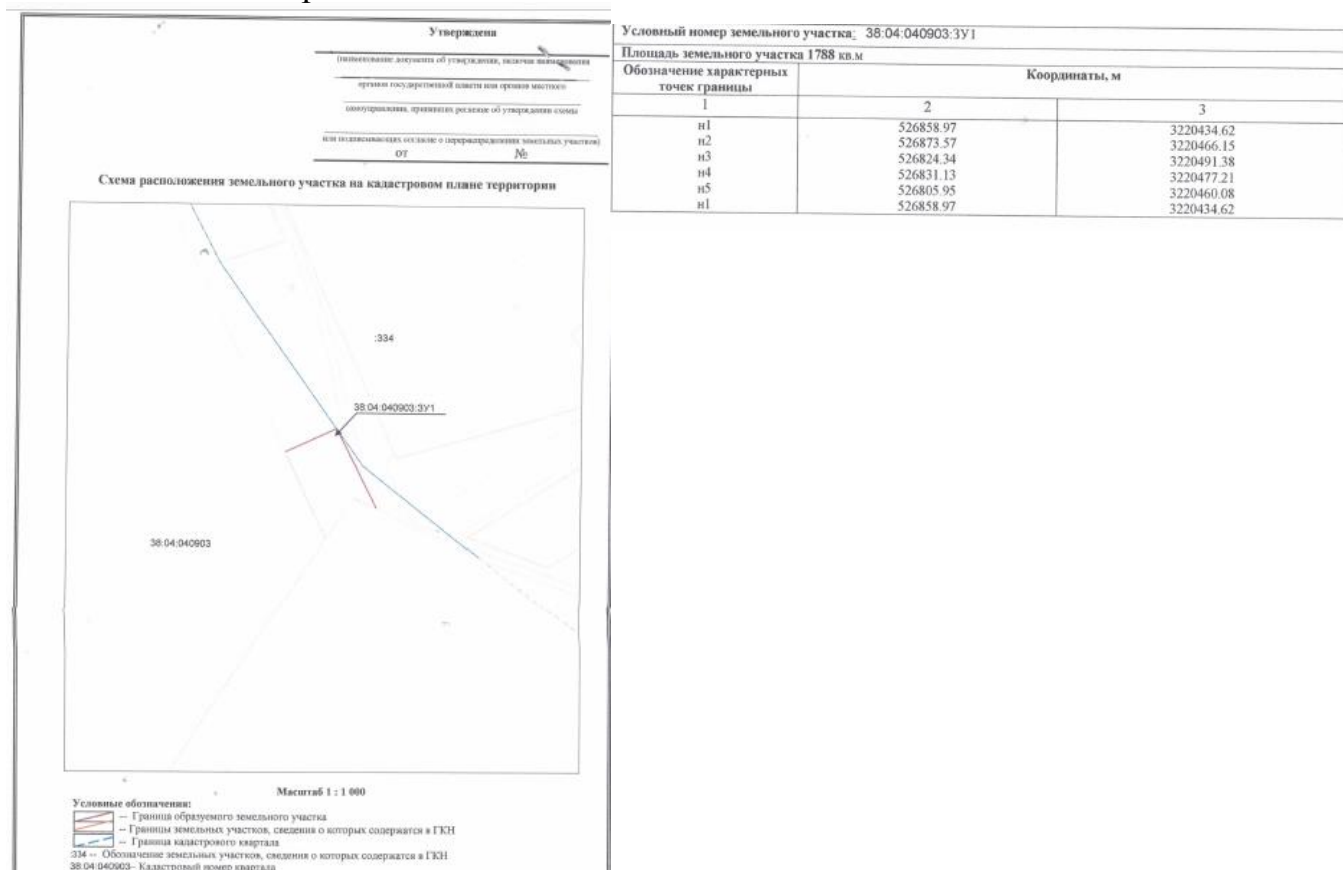 Утверждена
(наименование документа об утверждении, включая наименования
органов государственной власти или органов местного
самоуправления, принявших решение об утверждении схемы
или подписывающих согласие о перераспределении земельных участков)
от №
Схема расположения земельного участка на кадастровом плане территории
:334
38:04:040903:ЗУ1
38:04:040903
Масштаб 1 : 1 000
Условные обозначения:
-- Граница образуемого земельного участка
-- Границы земельных участков, сведения о которых содержатся в ГКН
-- Граница кадастрового квартала
:334 -- Обозначение земельных участков, сведения о которых содержатся в ГКН
38:04:040903– Кадастровый номер квартала
Условный номер земельного участка: 38:04:040903:ЗУ1
Площадь земельного участка 1788 кв.м
Обозначение характерных точек границы Координаты, м
1 2 3
н1 526858.97 3220434.62
н2 526873.57 3220466.15
н3 526824.34 3220491.38
н4 526831.13 3220477.21
н5 526805.95 3220460.08
н1 526858.97 3220434.62